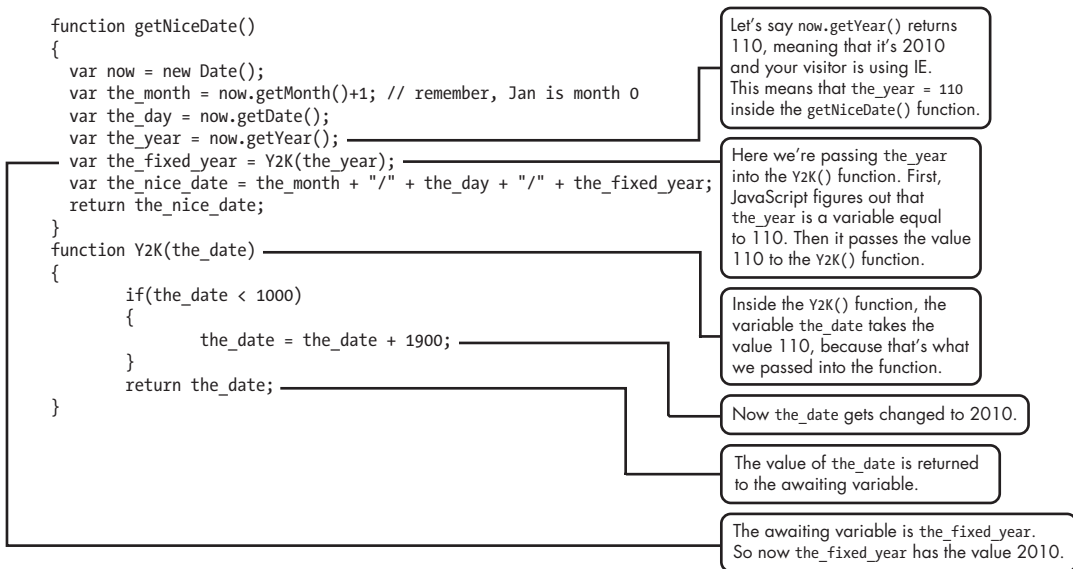 function getNiceDate()
{
var now = new Date();
var the_month = now.getMonth()+1; // remember, Jan is month 0
var the_day = now.getDate();
var the_year = now.getYear();
var the_fixed_year = Y2K(the_year);
var the_nice_date = the_month + "/" + the_day + "/" + the_fixed_year;
return the_nice_date;
}
function Y2K(the_date)
{
if(the_date < 1000)
{
the_date = the_date + 1900;
}
return the_date;
}
Let's say now.getYear() returns
110, meaning that it's 2010
and your visitor is using IE.
This means that the_year = 110
inside the getNiceDate() function.
Here we're passing the_year
into the Y2K() function. First,
JavaScript figures out that
the_year is a variable equal
to 110. Then it passes the value
110 to the Y2K() function.
Inside the Y2K() function, the
variable the_date takes the
value 110, because that's what
we passed into the function.
Now the_date gets changed to 2010.
The value of the_date is returned
to the awaiting variable.
The awaiting variable is the_fixed_year.
So now the_fixed_year has the value 2010.